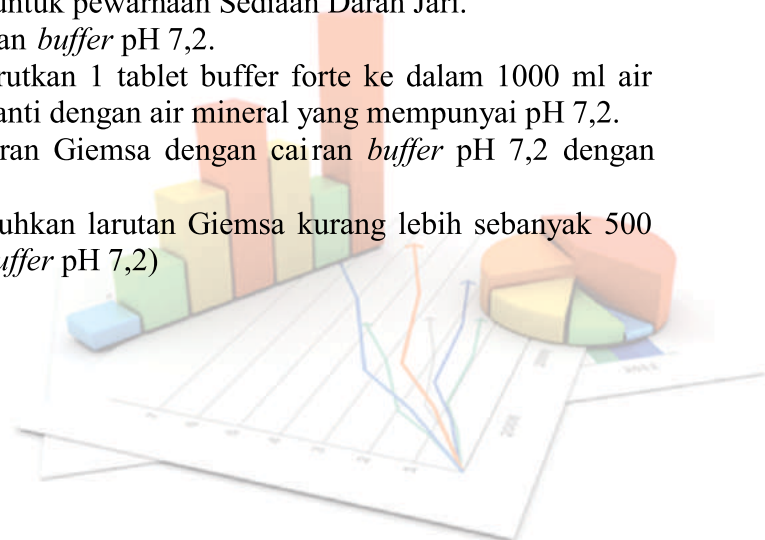 untuk pewarnaan Sediaan Darah Jari.
an buffer pH 7,2.
rutkan 1 tablet buffer forte ke dalam 1000 ml air
anti dengan air mineral yang mempunyai pH 7,2.
ran Giemsa dengan cairan buffer pH 7,2 dengan
uhkan larutan Giemsa kurang lebih sebanyak 500
uffer pH 7,2)